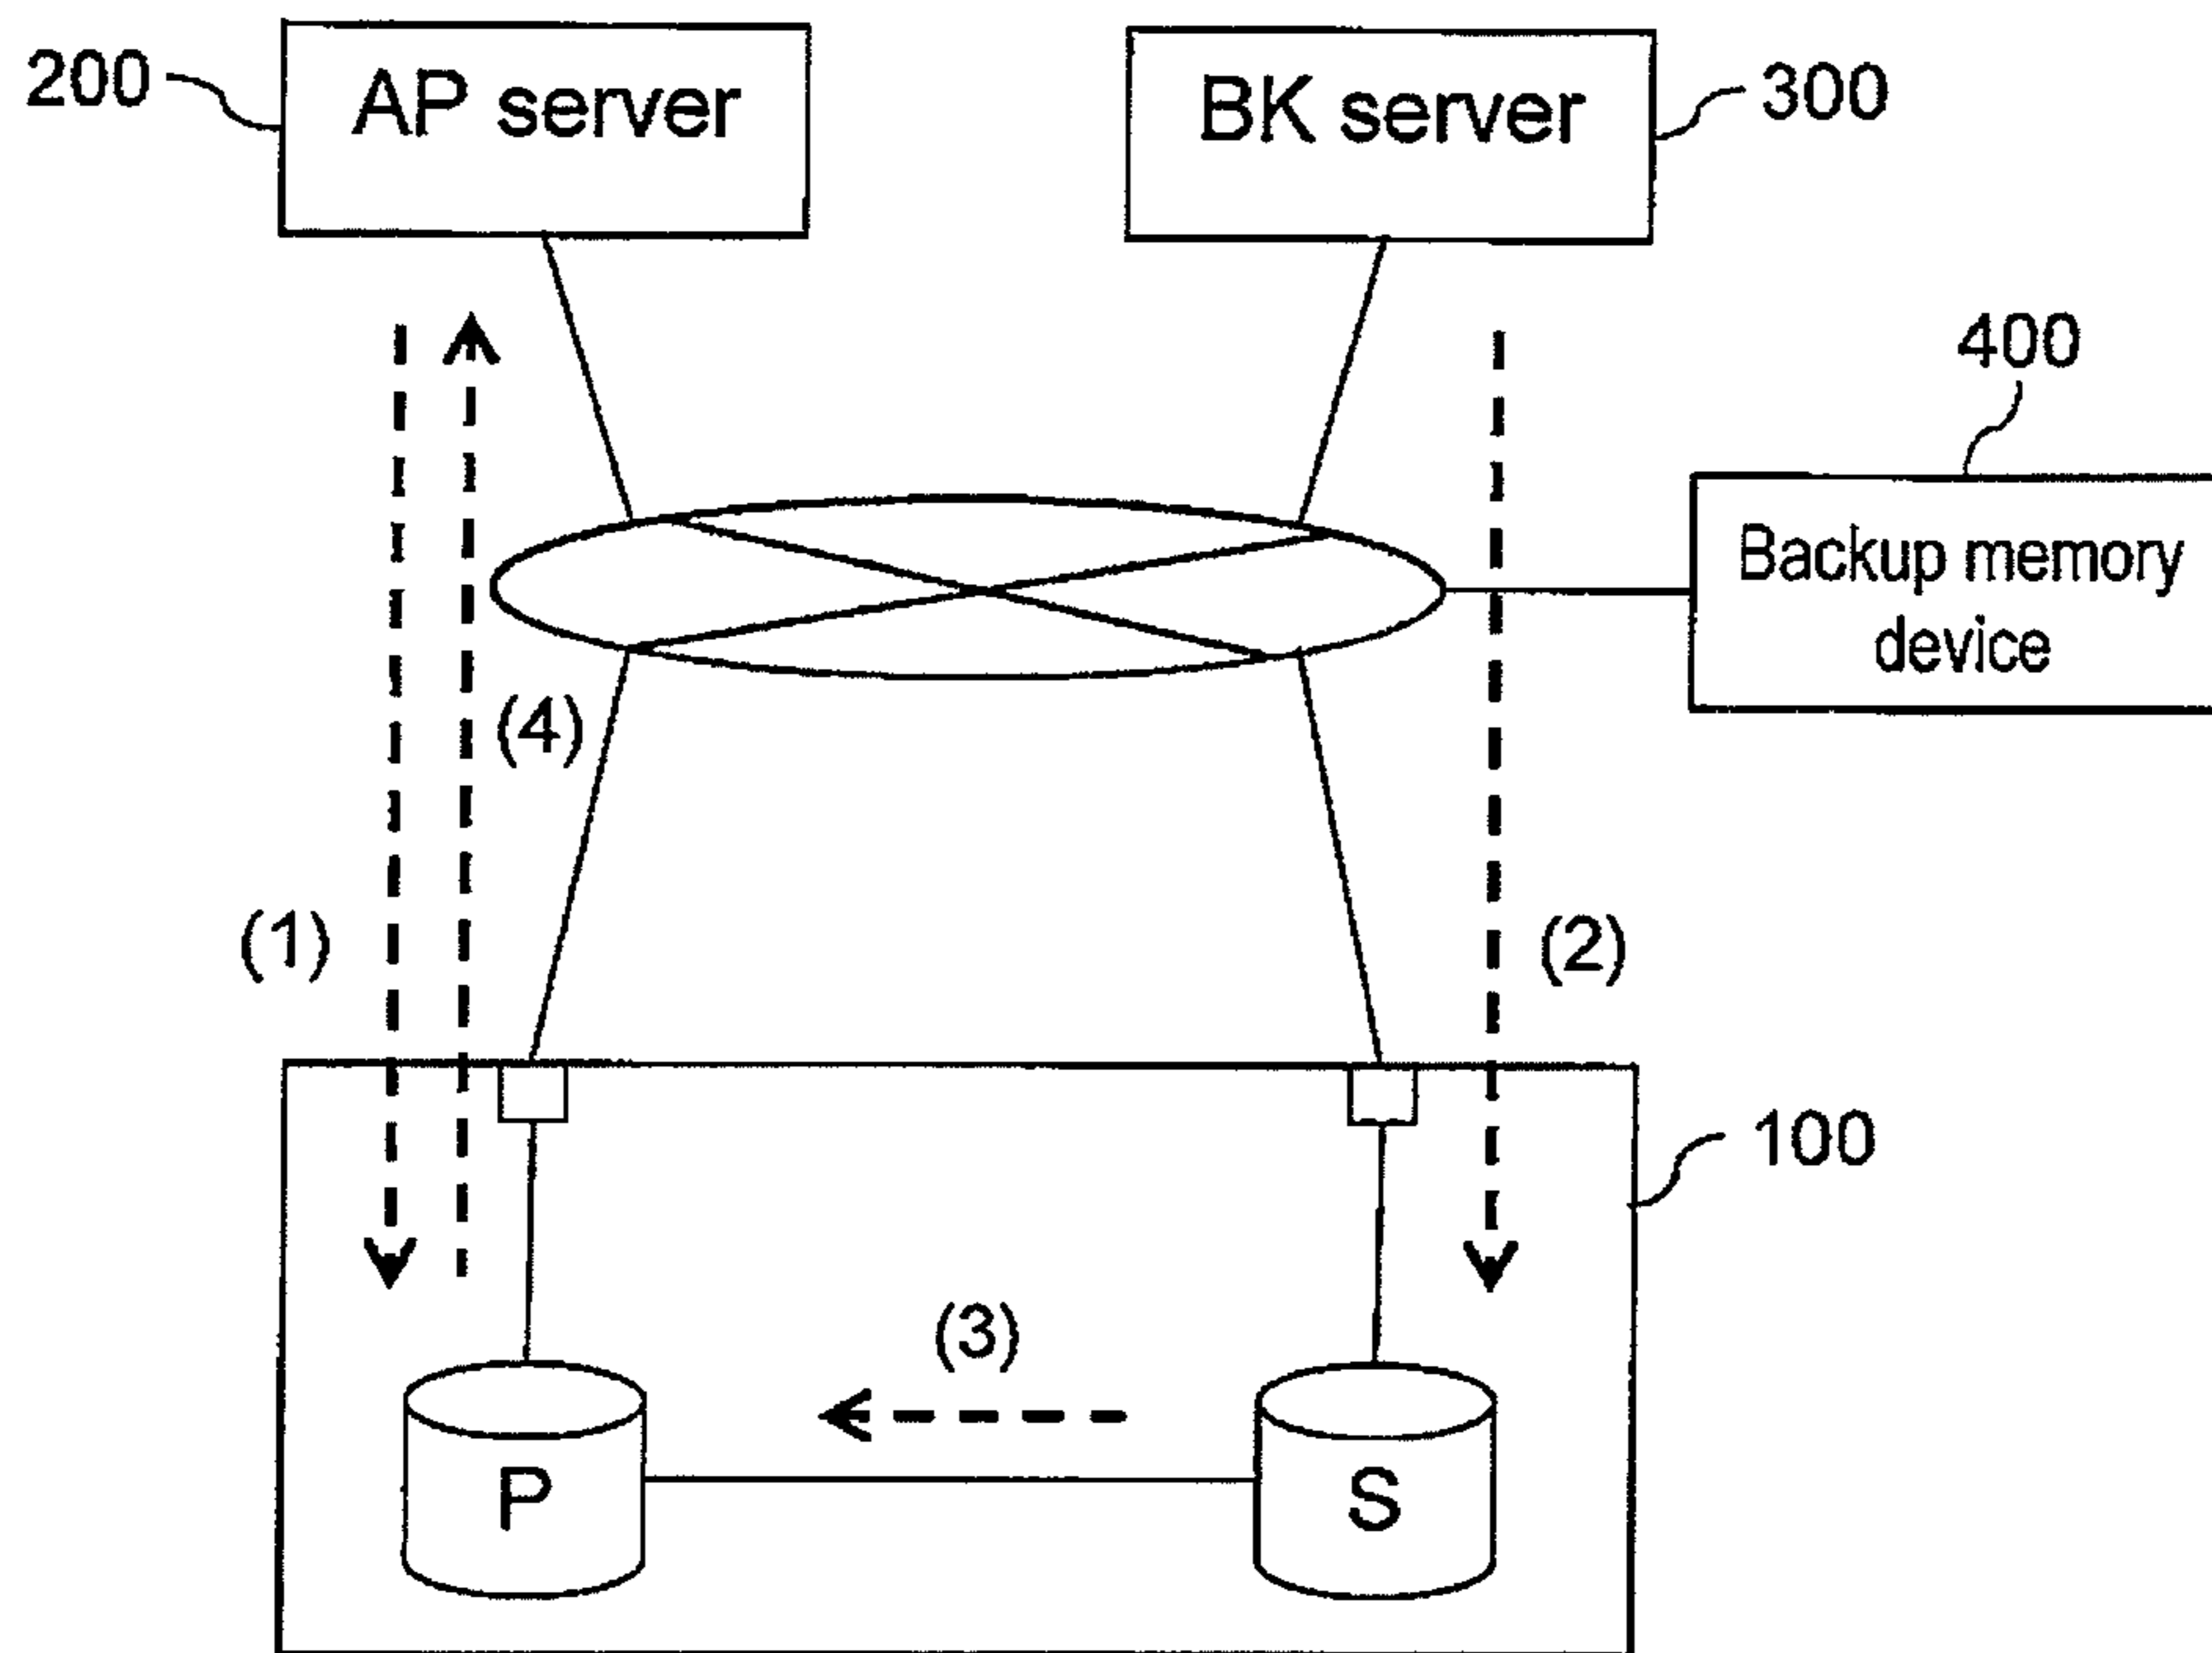 200
AP server
BK server
300
400
Backup memory
device
(4)
(1)
(2)
100
(3)
P
S